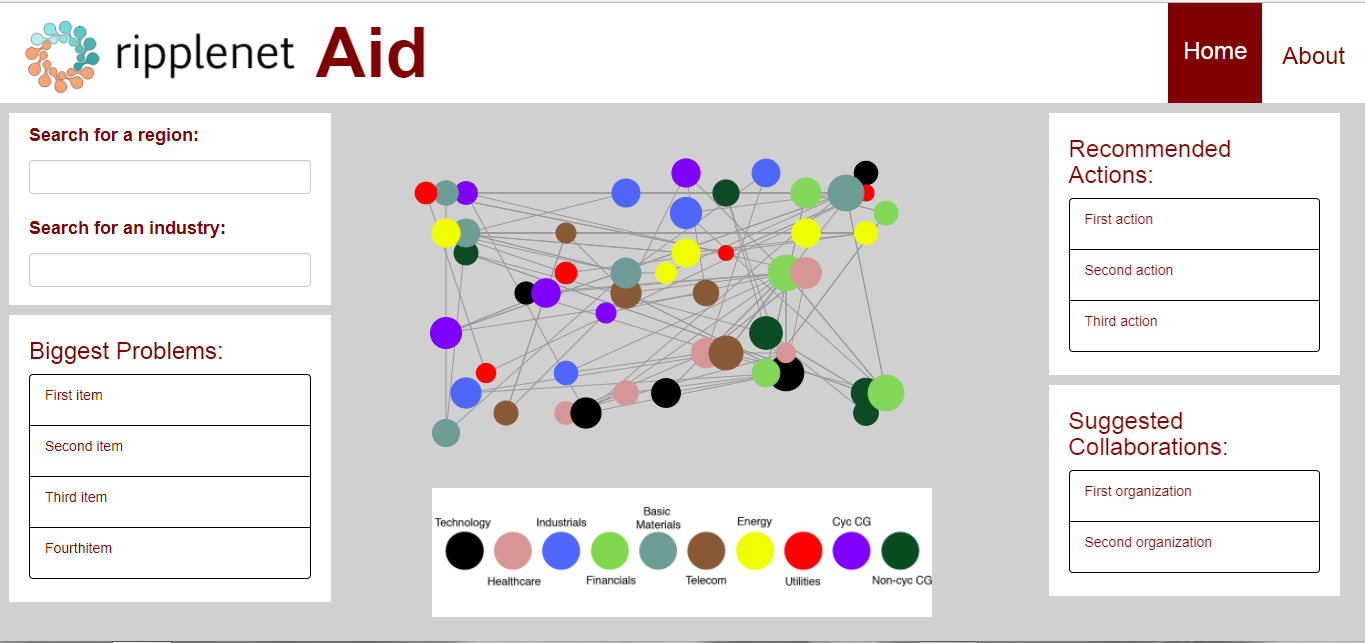 ripplenet Aid
Home
About
Search for a region:
Search for an industry:
Biggest Problems:
First item
Second item
Third item
Fourthitem
Technology
Healthcare
Industrials
Financials
Basic
Materials
Telecom
Energy
Utilities
Cyc CG
Non-cyc CG
Recommended
Actions:
First action
Second action
Third action
Suggested
Collaborations:
First organization
Second organization